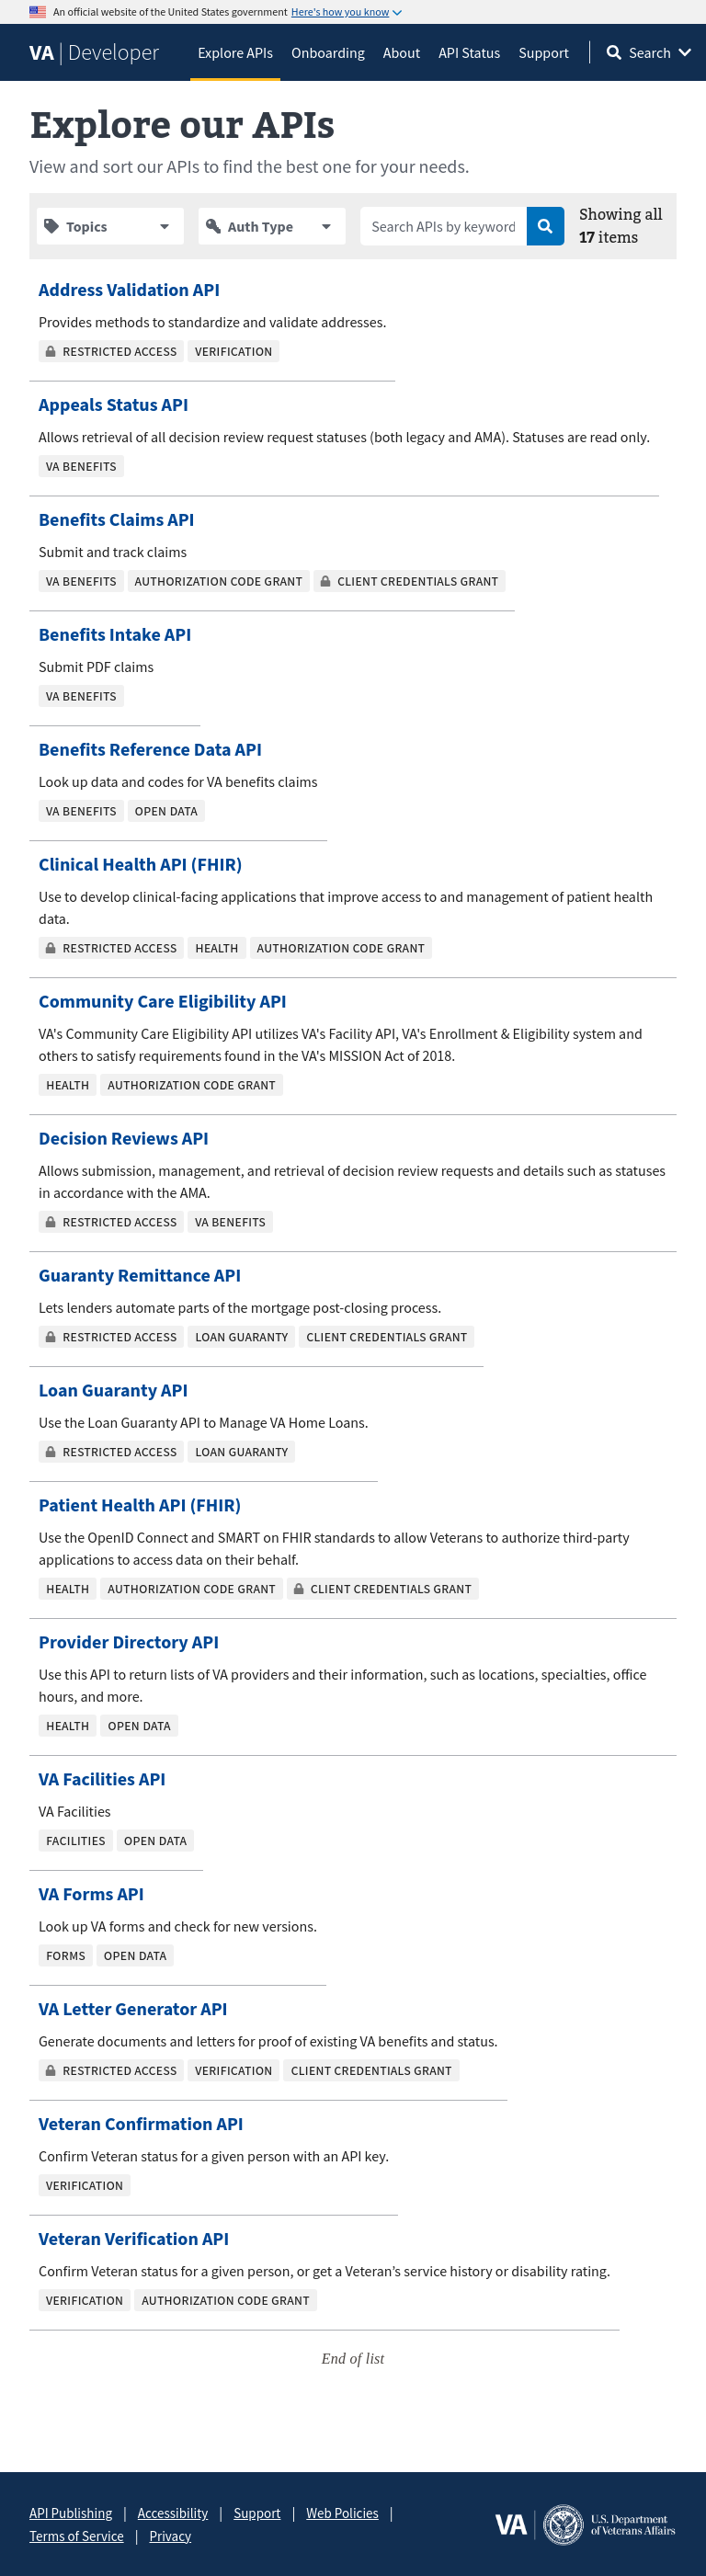 An official website of the United States government Here's how you know
VA | Developer
Explore APIs
Onboarding
About
API Status
Support
Search
Explore our APIs
View and sort our APIs to find the best one for your needs.
Topics
Auth Type
Search APIs by keyword
Showing all
17 items
Address Validation API
Provides methods to standardize and validate addresses.
RESTRICTED ACCESS VERIFICATION
Appeals Status API
Allows retrieval of all decision review request statuses (both legacy and AMA). Statuses are read only.
VA BENEFITS
Benefits Claims API
Submit and track claims
VA BENEFITS AUTHORIZATION CODE GRANT CLIENT CREDENTIALS GRANT
Benefits Intake API
Submit PDF claims
VA BENEFITS
Benefits Reference Data API
Look up data and codes for VA benefits claims
VA BENEFITS OPEN DATA
Clinical Health API (FHIR)
Use to develop clinical-facing applications that improve access to and management of patient health
data.
RESTRICTED ACCESS HEALTH AUTHORIZATION CODE GRANT
Community Care Eligibility API
VA's Community Care Eligibility API utilizes VA's Facility API, VA's Enrollment & Eligibility system and
others to satisfy requirements found in the VA's MISSION Act of 2018.
HEALTH AUTHORIZATION CODE GRANT
Decision Reviews API
Allows submission, management, and retrieval of decision review requests and details such as statuses
in accordance with the AMA.
RESTRICTED ACCESS VA BENEFITS
Guaranty Remittance API
Lets lenders automate parts of the mortgage post-closing process.
RESTRICTED ACCESS LOAN GUARANTY CLIENT CREDENTIALS GRANT
Loan Guaranty API
Use the Loan Guaranty API to Manage VA Home Loans.
RESTRICTED ACCESS LOAN GUARANTY
Patient Health API (FHIR)
Use the OpenID Connect and SMART on FHIR standards to allow Veterans to authorize third-party
applications to access data on their behalf.
HEALTH AUTHORIZATION CODE GRANT CLIENT CREDENTIALS GRANT
Provider Directory API
Use this API to return lists of VA providers and their information, such as locations, specialties, office
hours, and more.
HEALTH OPEN DATA
VA Facilities API
VA Facilities
FACILITIES OPEN DATA
VA Forms API
Look up VA forms and check for new versions.
FORMS OPEN DATA
VA Letter Generator API
Generate documents and letters for proof of existing VA benefits and status.
RESTRICTED ACCESS VERIFICATION CLIENT CREDENTIALS GRANT
Veteran Confirmation API
Confirm Veteran status for a given person with an API key.
VERIFICATION
Veteran Verification API
Confirm Veteran status for a given person, or get a Veteran’s service history or disability rating.
VERIFICATION AUTHORIZATION CODE GRANT
End of list
API Publishing | Accessibility | Support | Web Policies |
Terms of Service | Privacy
VA
U.S. Department
of Veterans Affairs